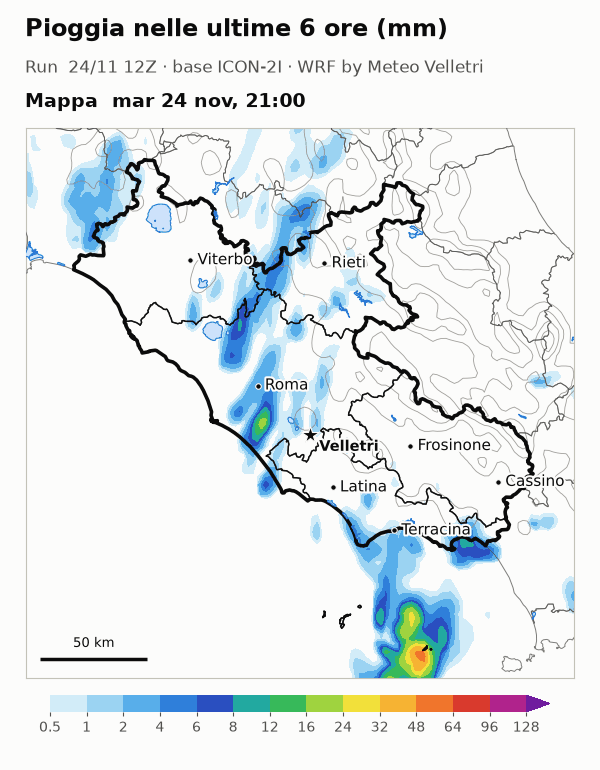 Pioggia nelle ultime 6 ore (mm)
Run  24/11 12Z · base ICON-2I · WRF by Meteo Velletri
Mappa  mar 24 nov, 21:00
Viterbo
Rieti
Roma
Velletri
Frosinone
Cassino
Latina
Terracina
50 km
0.5 1 2 4 6 8 12 16 24 32 48 64 96 128